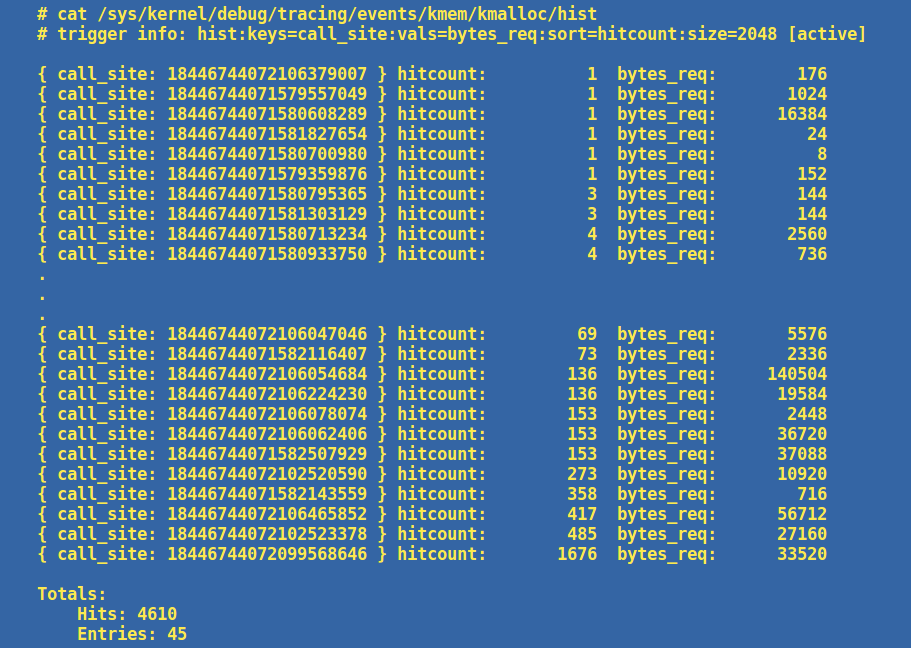 # cat /sys/kernel/debug/tracing/events/kmem/kmalloc/hist
# trigger info: hist:keys=call_site:vals=bytes_req:sort=hitcount:size=2048 [active]

{ call_site: 18446744072106379007 } hitcount:          1  bytes_req:        176
{ call_site: 18446744071579557049 } hitcount:          1  bytes_req:       1024
{ call_site: 18446744071580608289 } hitcount:          1  bytes_req:      16384
{ call_site: 18446744071581827654 } hitcount:          1  bytes_req:         24
{ call_site: 18446744071580700980 } hitcount:          1  bytes_req:          8
{ call_site: 18446744071579359876 } hitcount:          1  bytes_req:        152
{ call_site: 18446744071580795365 } hitcount:          3  bytes_req:        144
{ call_site: 18446744071581303129 } hitcount:          3  bytes_req:        144
{ call_site: 18446744071580713234 } hitcount:          4  bytes_req:       2560
{ call_site: 18446744071580933750 } hitcount:          4  bytes_req:        736
.
.
.
{ call_site: 18446744072106047046 } hitcount:         69  bytes_req:       5576
{ call_site: 18446744071582116407 } hitcount:         73  bytes_req:       2336
{ call_site: 18446744072106054684 } hitcount:        136  bytes_req:     140504
{ call_site: 18446744072106224230 } hitcount:        136  bytes_req:      19584
{ call_site: 18446744072106078074 } hitcount:        153  bytes_req:       2448
{ call_site: 18446744072106062406 } hitcount:        153  bytes_req:      36720
{ call_site: 18446744071582507929 } hitcount:        153  bytes_req:      37088
{ call_site: 18446744072102520590 } hitcount:        273  bytes_req:      10920
{ call_site: 18446744071582143559 } hitcount:        358  bytes_req:        716
{ call_site: 18446744072106465852 } hitcount:        417  bytes_req:      56712
{ call_site: 18446744072102523378 } hitcount:        485  bytes_req:      27160
{ call_site: 18446744072099568646 } hitcount:       1676  bytes_req:      33520

Totals:
    Hits: 4610
    Entries: 45